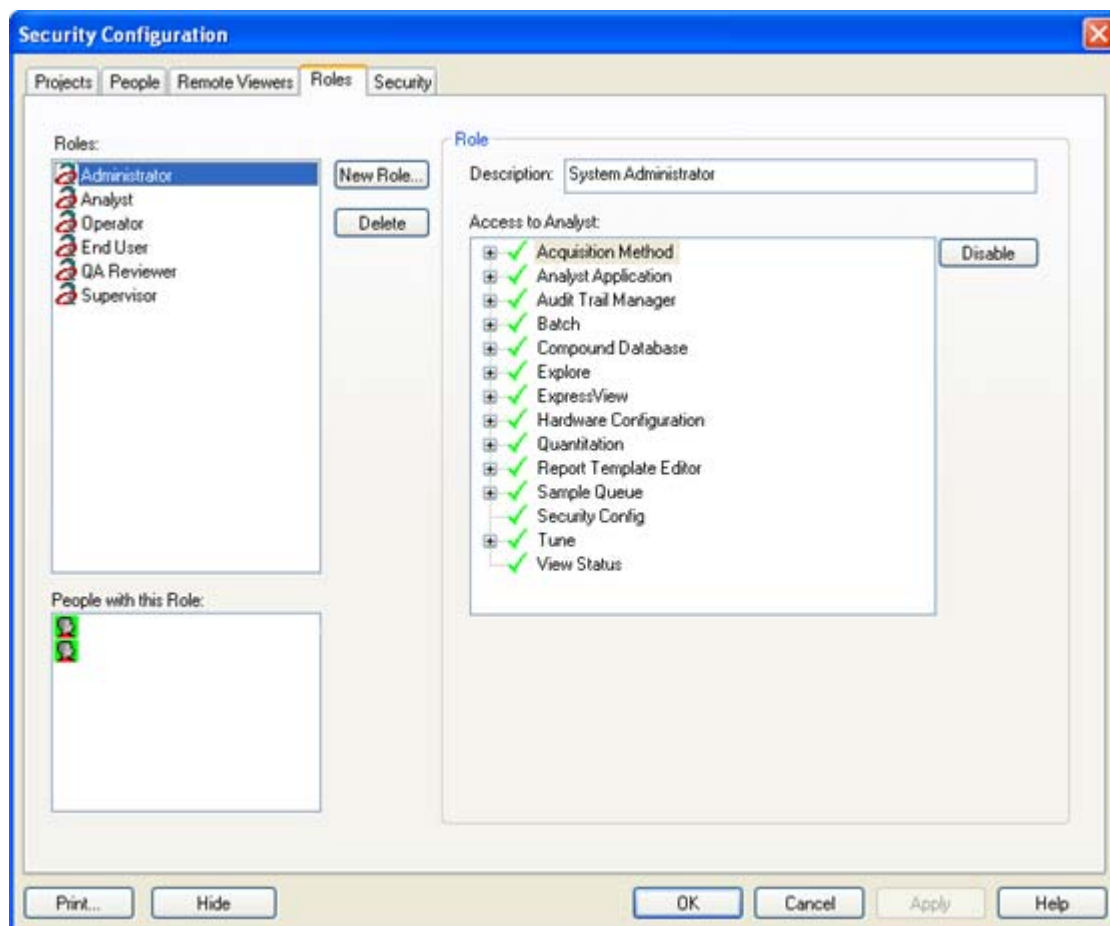 Security Configuration
Projects People Remote Viewers Roles Security
Roles:
Administrator
Analyst
Operator
End User
QA Reviewer
Supervisor
New Role...
Delete
People with this Role:
Role
Description: System Administrator
Access to Analyst:
Acquisition Method
Analyst Application
Audit Trail Manager
Batch
Compound Database
Explore
ExpressView
Hardware Configuration
Quantitation
Report Template Editor
Sample Queue
Security Config
Tune
View Status
Disable
Print... Hide OK Cancel Apply Help